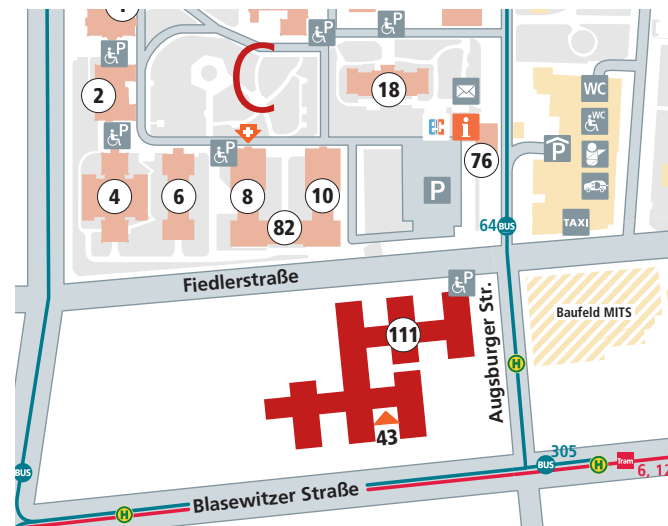 P
P
2
C
18
WC
WC
P
P
i
76
P
4
6
8
10
P
82
TAXI
64 BUS
Fiedlerstraße
P
Augsburger Str.
Baufeld MITS
111
H
43
305
BUS
BUS
H
Tram
6, 12
Blasewitzer Straße
H